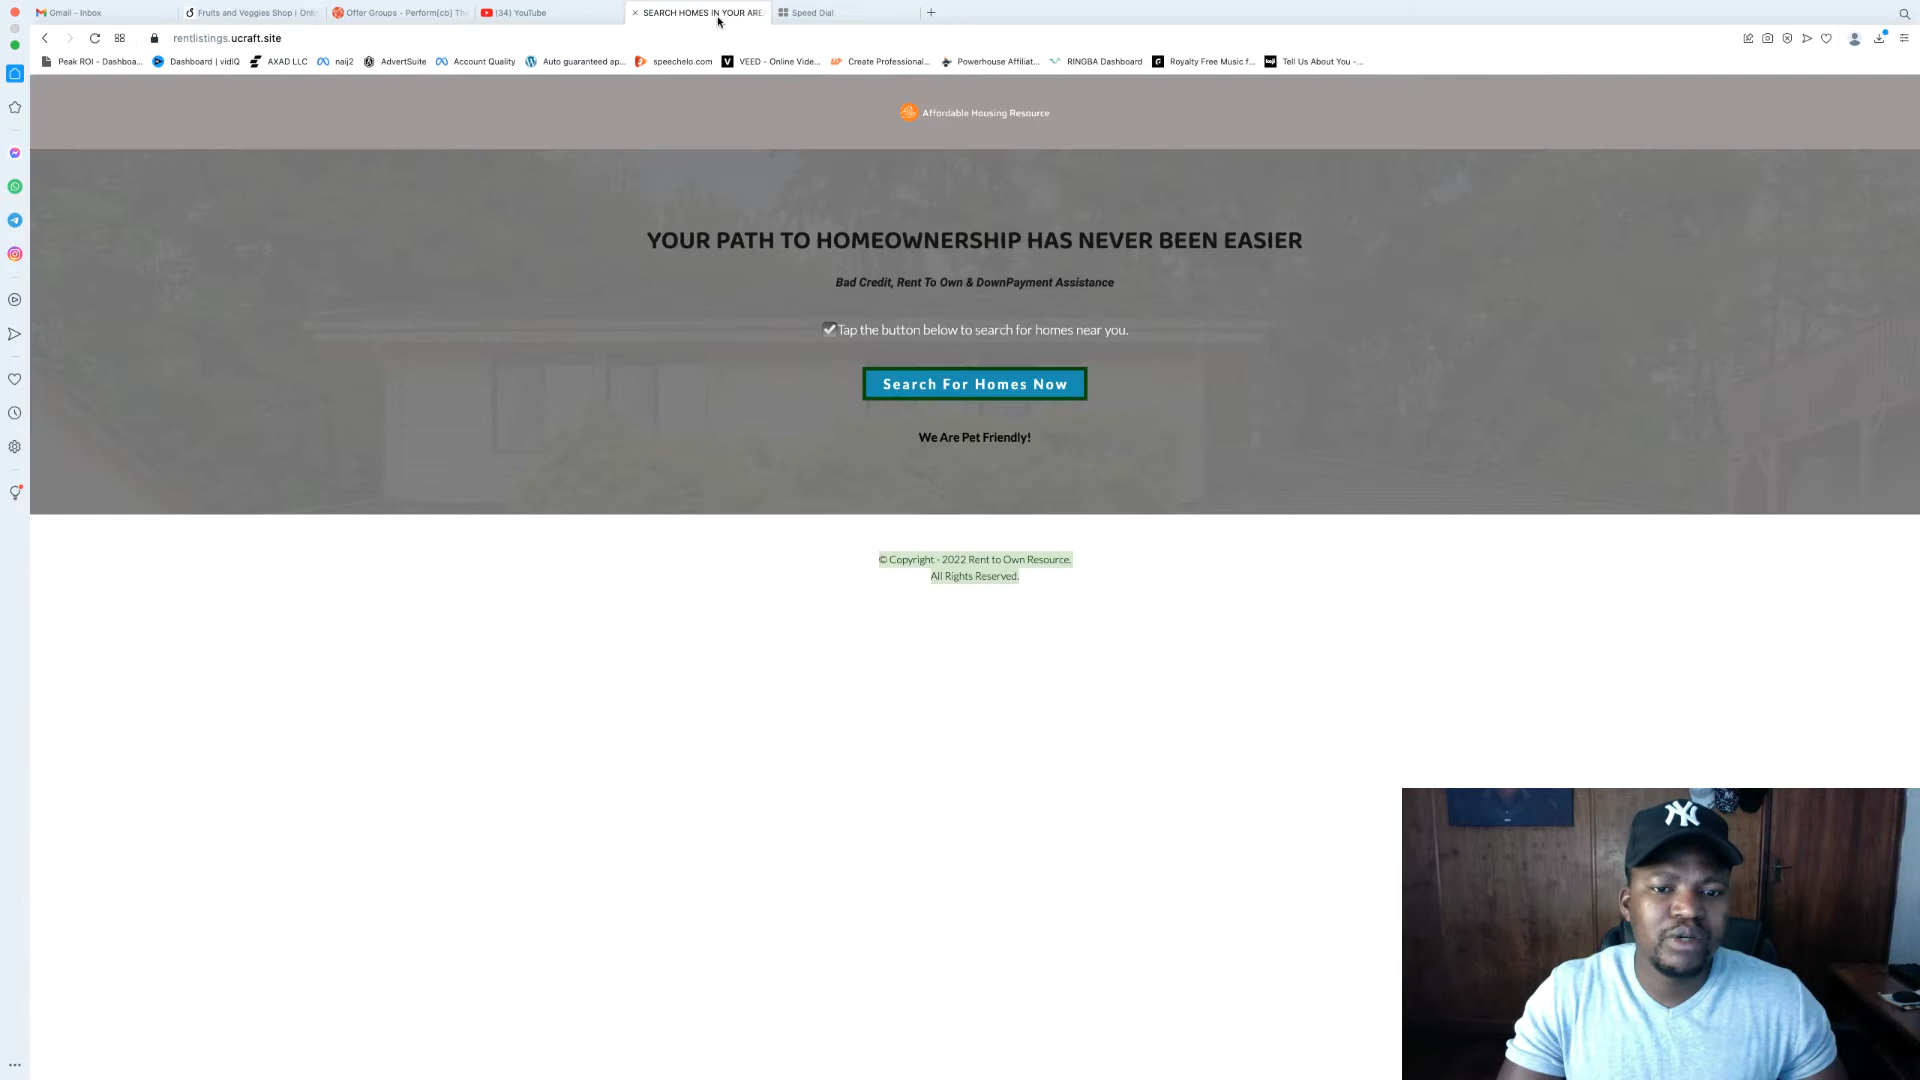 Gmail - Inbox
Fruits and Veggies Shop | Onli
Offer Groups - Perform[cb] Th
(34) YouTube
SEARCH HOMES IN YOUR ARE
Speed Dial
rentlistings.ucraft.site
Peak ROI - Dashboa...
Dashboard | vidIQ
AXAD LLC
naij2
AdvertSuite
Account Quality
Auto guaranteed ap...
speechelo.com
VEED - Online Vide...
Create Professional...
Powerhouse Affiliat...
RINGBA Dashboard
Royalty Free Music f...
Tell Us About You -...
Affordable Housing Resource
YOUR PATH TO HOMEOWNERSHIP HAS NEVER BEEN EASIER
Bad Credit, Rent To Own & DownPayment Assistance
Tap the button below to search for homes near you.
Search For Homes Now
We Are Pet Friendly!
© Copyright - 2022 Rent to Own Resource.
All Rights Reserved.
NY